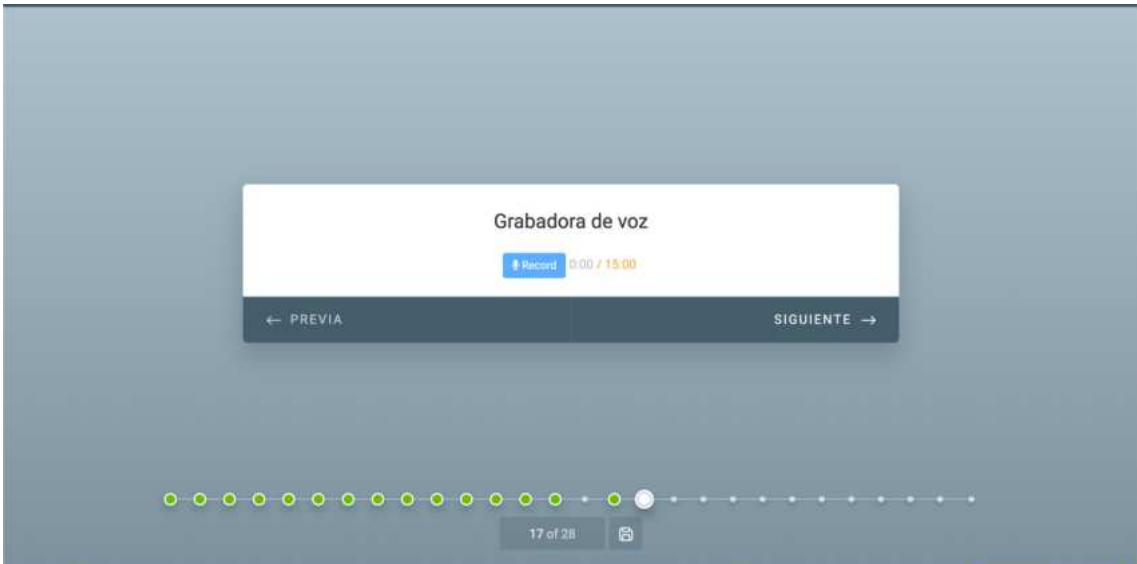 Grabadora de voz
Record 0:00 / 15:00
← PREVIA
SIGUIENTE →
17 of 28